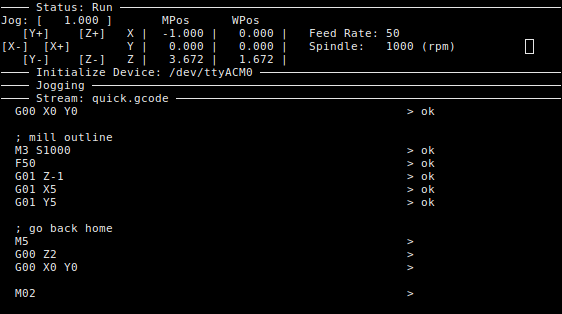 Status: Run
Jog: [   1.000 ]       MPos      WPos
[Y+]    [Z+]   X |  -1.000 |   0.000 |   Feed Rate: 50
[X-]  [X+]        Y |   0.000 |   0.000 |   Spindle:   1000 (rpm)
[Y-]    [Z-]   Z |   3.672 |   1.672 |
Initialize Device: /dev/ttyACM0
Jogging
Stream: quick.gcode
G00 X0 Y0 > ok
; mill outline
M3 S1000 > ok
F50 > ok
G01 Z-1 > ok
G01 X5 > ok
G01 Y5 > ok
; go back home
M5 >
G00 Z2 >
G00 X0 Y0 >
M02 >